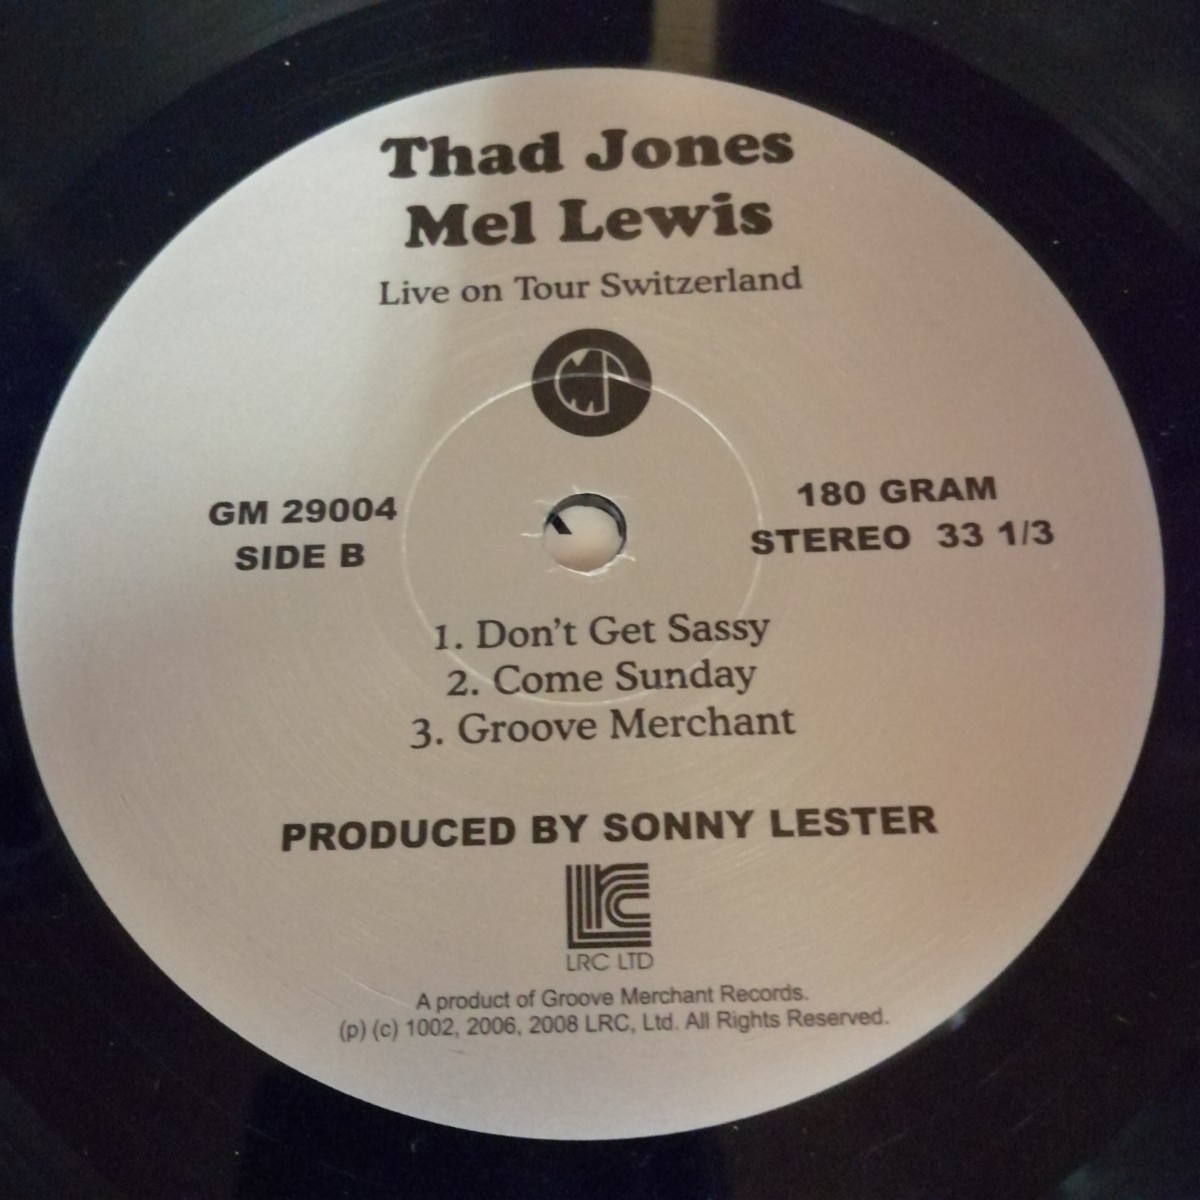 Thad Jones
Mel Lewis
Live on Tour Switzerland
GM 29004
SIDE B
180 GRAM
STEREO 33 1/3
1. Don't Get Sassy
2. Come Sunday
3. Groove Merchant
PRODUCED BY SONNY LESTER
LRC LTD
A product of Groove Merchant Records.
(p) (c) 1002, 2006, 2008 LRC, Ltd. All Rights Reserved.